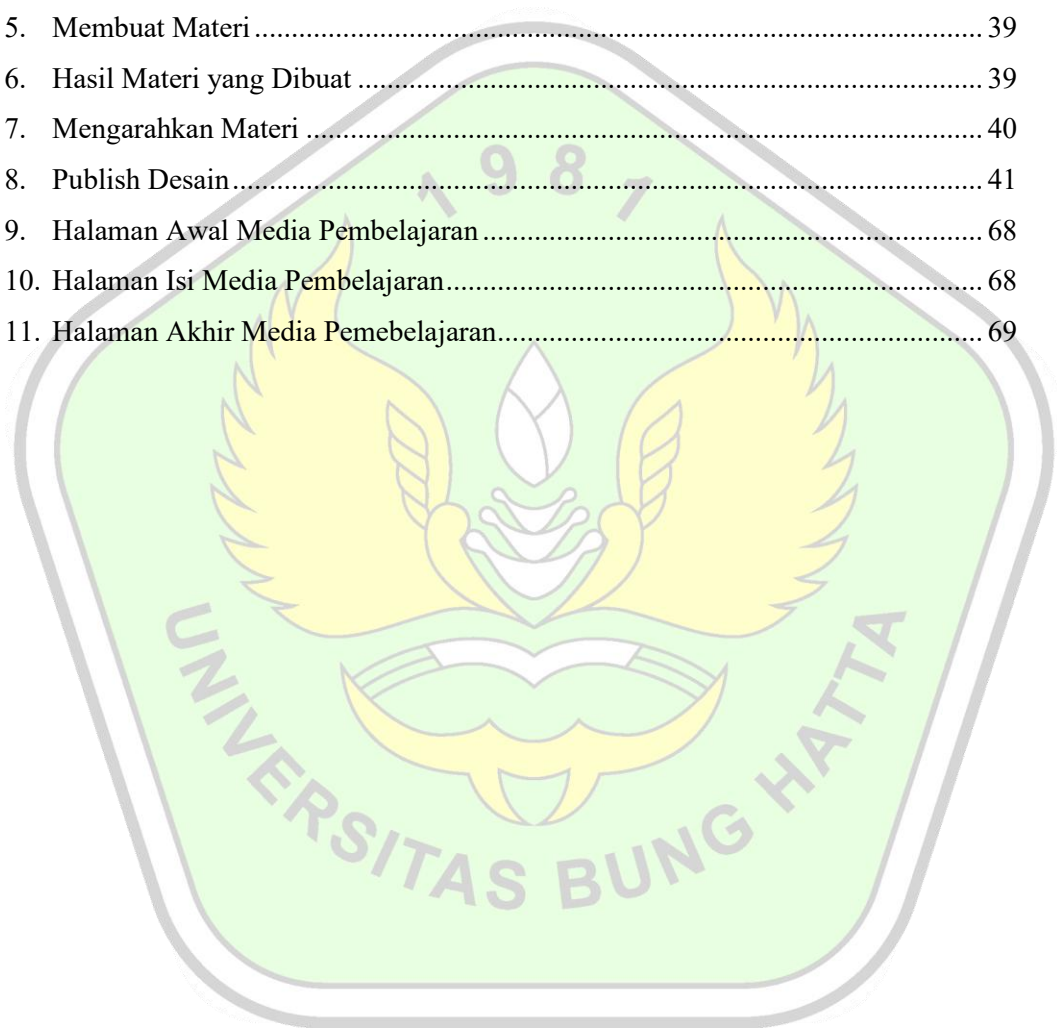 5. Membuat Materi ........ 39
6. Hasil Materi yang Dibuat ........ 39
7. Mengarahkan Materi ........ 40
8. Publish Desain ........ 41
9. Halaman Awal Media Pembelajaran ........ 68
10. Halaman Isi Media Pembelajaran ........ 68
11. Halaman Akhir Media Pemebelajaran ........ 69
1981
UNIVERSITAS BUNG HATTA